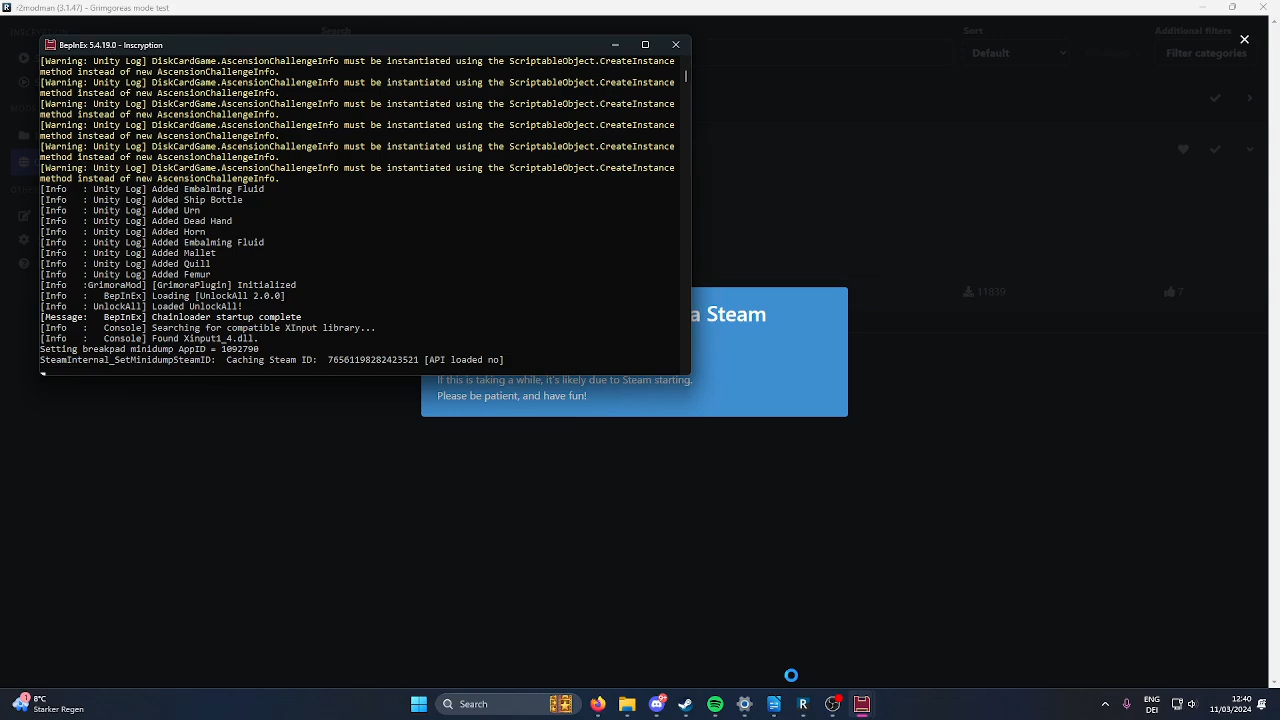 r2modman (3.1.47) - Grimgoreas mode test
Search
Sort
Additional filters
BepInEx 5.4.19.0 - Inscryption
Default
Filter categories
[Warning: Unity Log] DiskCardGame.AscensionChallengeInfo must be instantiated using the ScriptableObject.CreateInstance
method instead of new AscensionChallengeInfo.
[Warning: Unity Log] DiskCardGame.AscensionChallengeInfo must be instantiated using the ScriptableObject.CreateInstance
method instead of new AscensionChallengeInfo.
[Warning: Unity Log] DiskCardGame.AscensionChallengeInfo must be instantiated using the ScriptableObject.CreateInstance
method instead of new AscensionChallengeInfo.
[Warning: Unity Log] DiskCardGame.AscensionChallengeInfo must be instantiated using the ScriptableObject.CreateInstance
method instead of new AscensionChallengeInfo.
[Warning: Unity Log] DiskCardGame.AscensionChallengeInfo must be instantiated using the ScriptableObject.CreateInstance
method instead of new AscensionChallengeInfo.
[Warning: Unity Log] DiskCardGame.AscensionChallengeInfo must be instantiated using the ScriptableObject.CreateInstance
method instead of new AscensionChallengeInfo.
[Info   : Unity Log] Added Embalming Fluid
[Info   : Unity Log] Added Ship Bottle
[Info   : Unity Log] Added Urn
[Info   : Unity Log] Added Dead Hand
[Info   : Unity Log] Added Horn
[Info   : Unity Log] Added Embalming Fluid
[Info   : Unity Log] Added Mallet
[Info   : Unity Log] Added Quill
[Info   : Unity Log] Added Femur
[Info   :GrimoraMod] [GrimoraPlugin] Initialized
[Info   :   BepInEx] Loading [UnlockAll 2.0.0]
[Info   : UnlockAll] Loaded UnlockAll!
[Message:   BepInEx] Chainloader startup complete
[Info   :   Console] Searching for compatible XInput library...
[Info   :   Console] Found Xinput1_4.dll.
Setting breakpad minidump AppID = 1092790
SteamInternal_SetMinidumpSteamID:  Caching Steam ID:  76561198282423521 [API loaded no]
11839
7
a Steam
If this is taking a while, it's likely due to Steam starting.
Please be patient, and have fun!
1
8°C
Starker Regen
Search
ENG
DE
12:40
11/03/2024